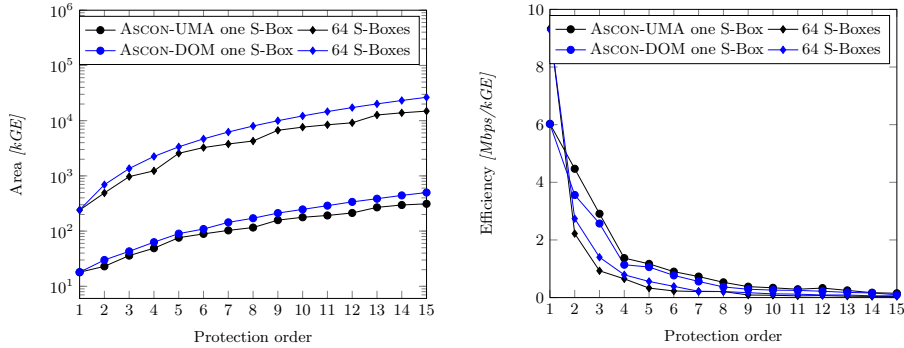 Ascon-UMA one S-Box 64 S-Boxes
Ascon-DOM one S-Box 64 S-Boxes
10^6
10^5
10^4
10^3
10^2
10^1
Area [kGE]
1 2 3 4 5 6 7 8 9 10 11 12 13 14 15
Protection order
Ascon-UMA one S-Box 64 S-Boxes
Ascon-DOM one S-Box 64 S-Boxes
10
8
6
4
2
0
Efficiency [Mbps/kGE]
1 2 3 4 5 6 7 8 9 10 11 12 13 14 15
Protection order